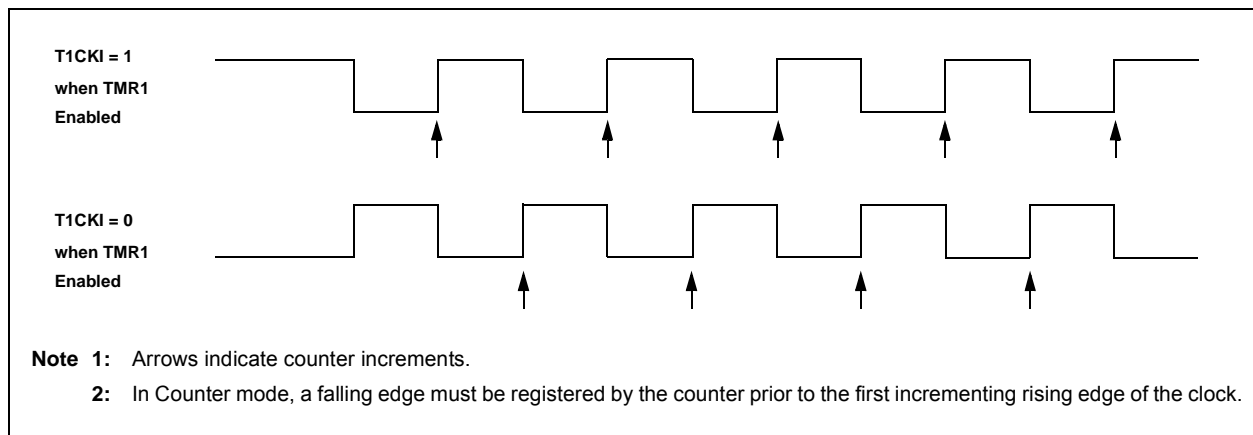 T1CKI = 1
when TMR1
Enabled
T1CKI = 0
when TMR1
Enabled
Note 1: Arrows indicate counter increments.
2: In Counter mode, a falling edge must be registered by the counter prior to the first incrementing rising edge of the clock.